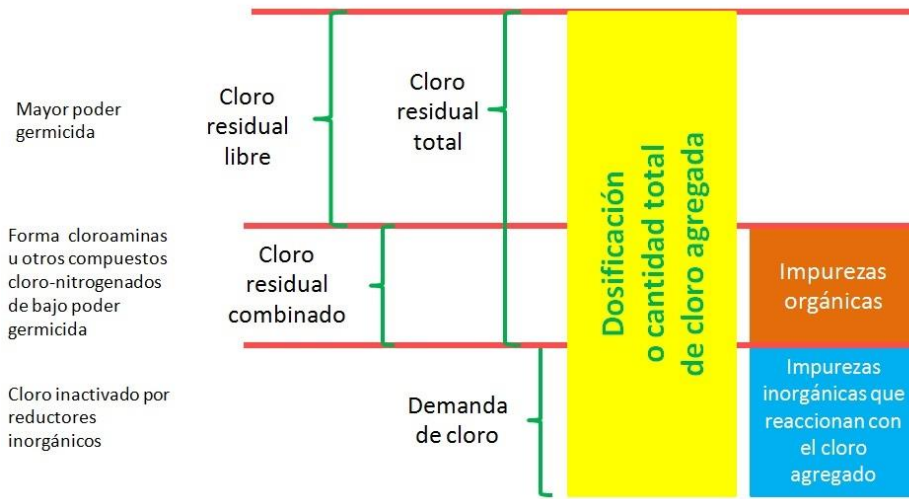 Mayor poder
germicida
Cloro
residual
libre
Cloro
residual
total
Dosificación
o cantidad total
de cloro agregada
Forma cloroaminas
u otros compuestos
cloro-nitrogenados
de bajo poder
germicida
Cloro
residual
combinado
Impurezas
orgánicas
Cloro inactivado por
reductores
inorgánicos
Demanda
de cloro
Impurezas
inorgánicas que
reaccionan con
el cloro
agregado